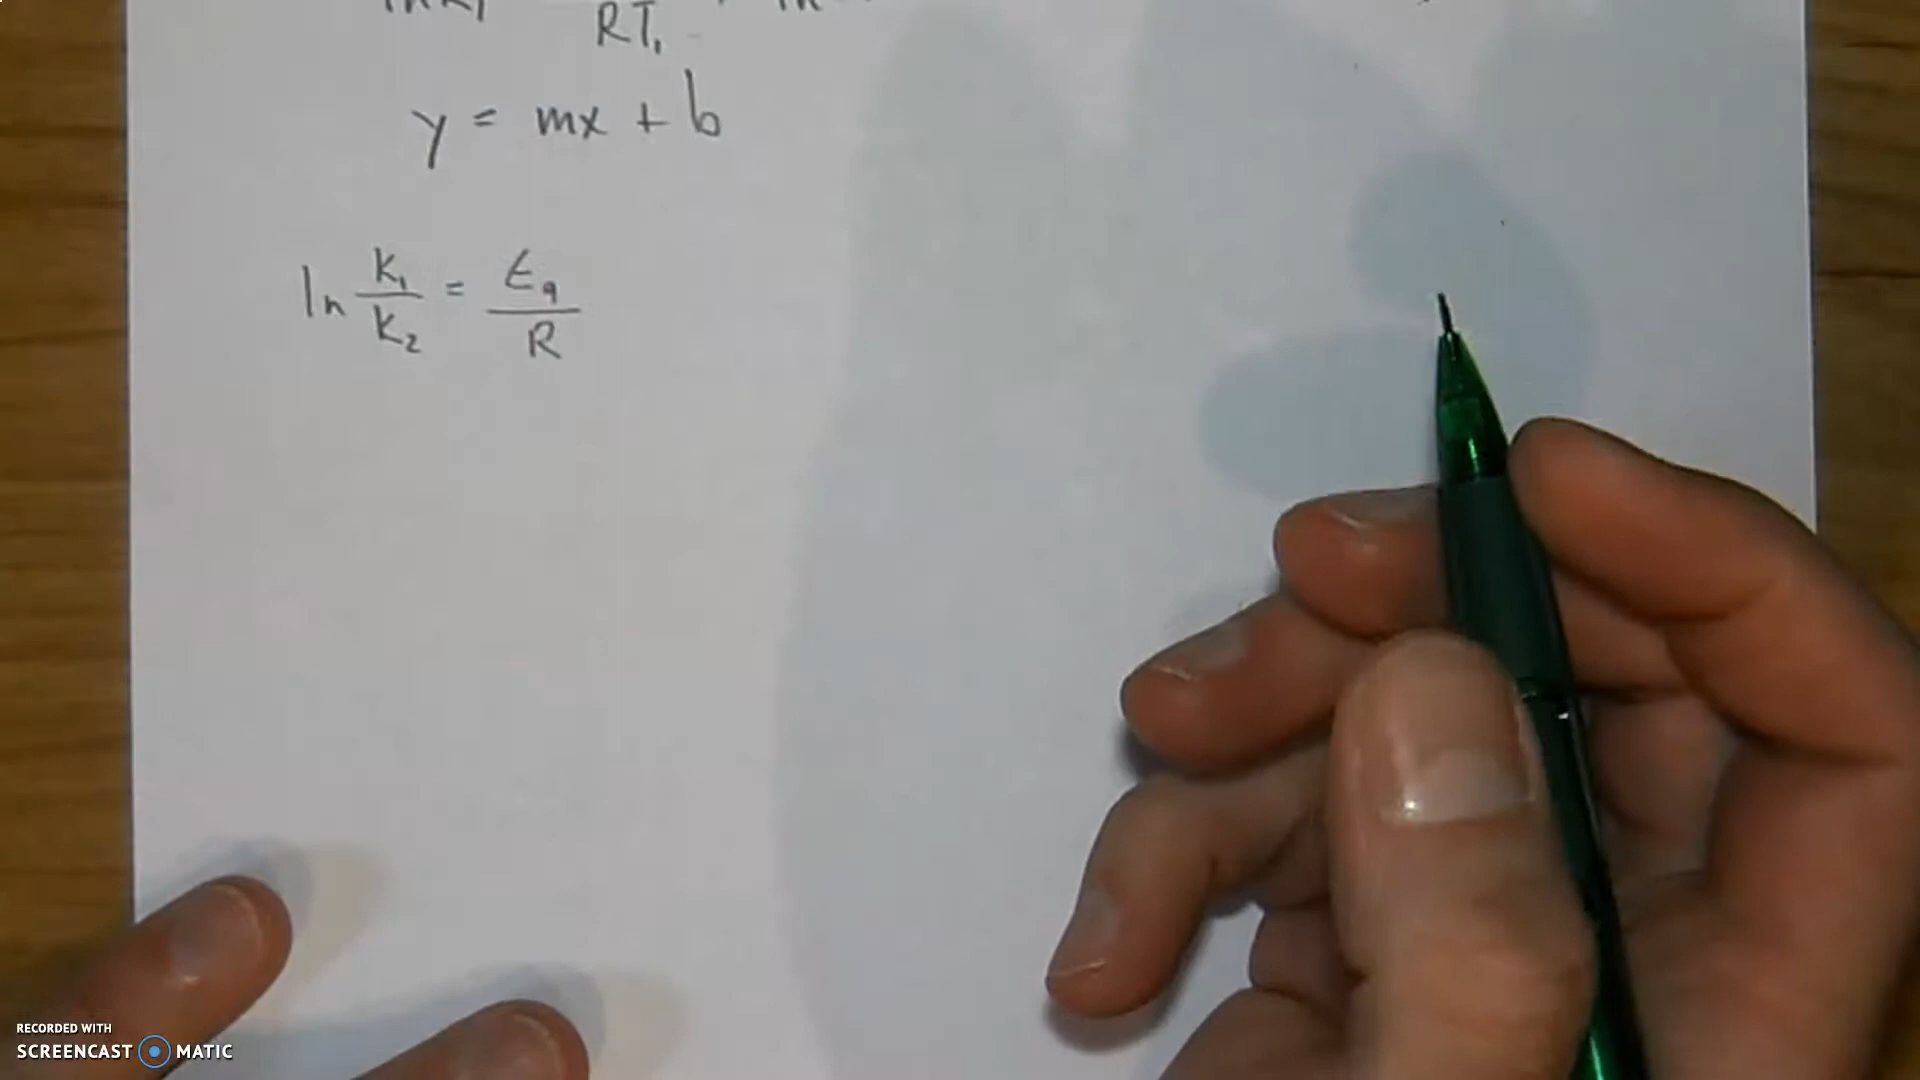 RT₁
y = mx + b
ln k₁/k₂ = Eₐ/R
RECORDED WITH
SCREENCAST MATIC